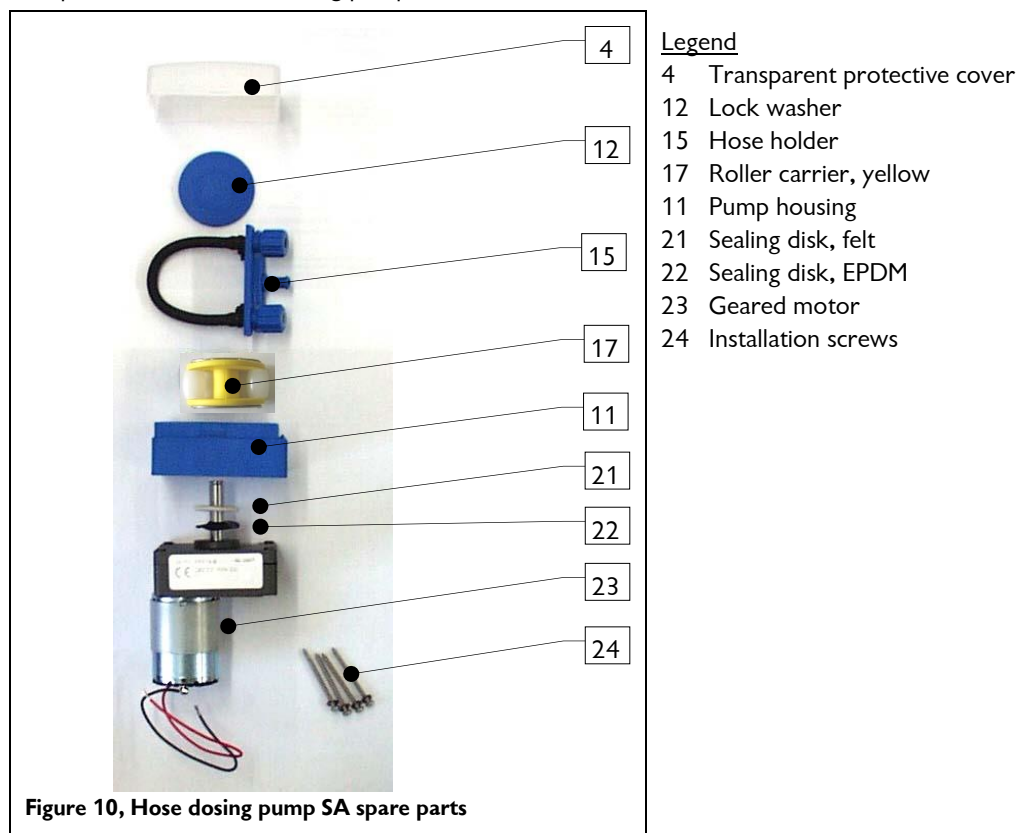 4
12
15
17
11
21
22
23
24
Figure 10, Hose dosing pump SA spare parts
Legend
4 Transparent protective cover
12 Lock washer
15 Hose holder
17 Roller carrier, yellow
11 Pump housing
21 Sealing disk, felt
22 Sealing disk, EPDM
23 Geared motor
24 Installation screws
CE